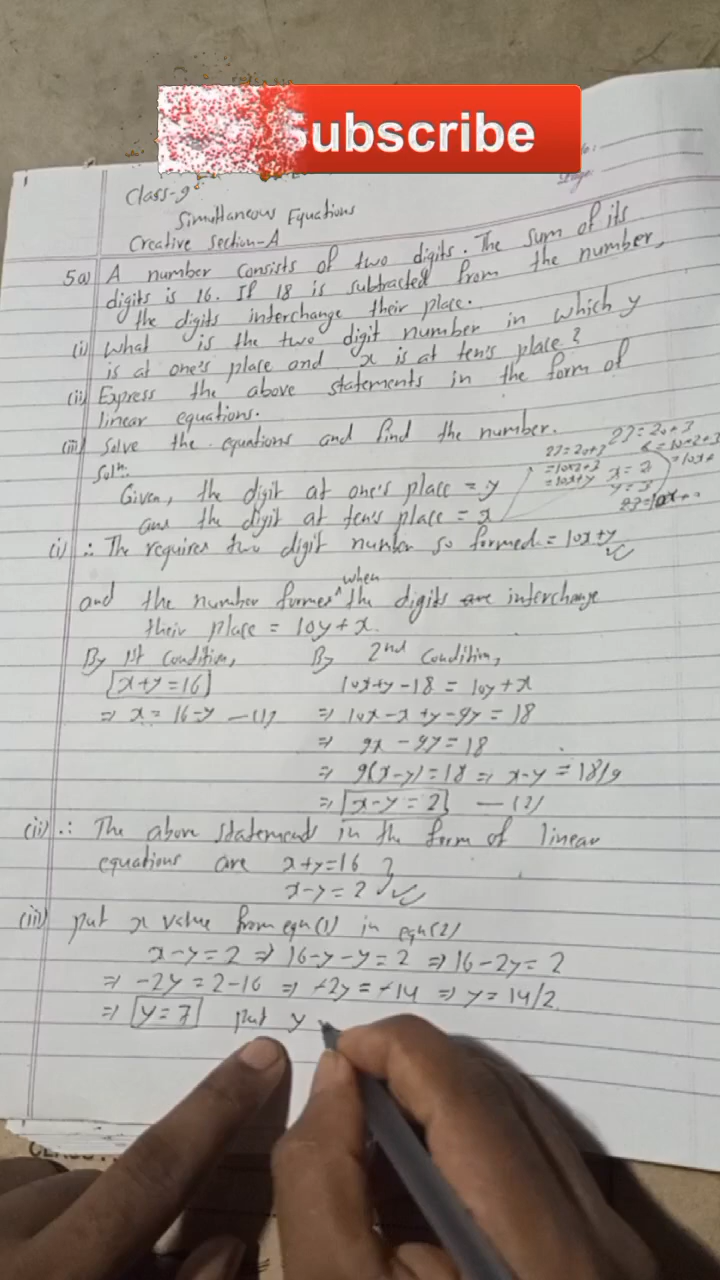 Subscribe
Class-9
Simultaneous Equations
Creative Section-A
5a) A number consists of two digits. The sum of its
digits is 16. If 18 is subtracted from the number,
the digits interchange their place.
(i) What is the two digit number in which y
is at one's place and x is at ten's place?
(ii) Express the above statements in the form of
linear equations.
(iii) Solve the equations and find the number.
23=20+3
=10x2+3
=10x+y
x=2
y=3
Solⁿ.
Given, the digit at one's place = y
and the digit at ten's place = x
(i) ∴ The required two digit number so formed = 10x+y
and the number formed when the digits interchange
their place = 10y+x.
By 1st condition,
x+y=16
⇒ x=16-y —(1)
By 2nd Condition,
10x+y-18=10y+x
⇒ 10x-x+y-10y=18
⇒ 9x-9y=18
⇒ 9(x-y)=18 ⇒ x-y=18/9
⇒ x-y=2 —(2)
(ii) ∴ The above statements in the form of linear
equations are x+y=16
x-y=2
(iii) put x value from eqn(1) in eqn(2)
x-y=2 ⇒ 16-y-y=2 ⇒ 16-2y=2
⇒ -2y=2-16 ⇒ +2y=+14 ⇒ y=14/2
⇒ y=7 put y